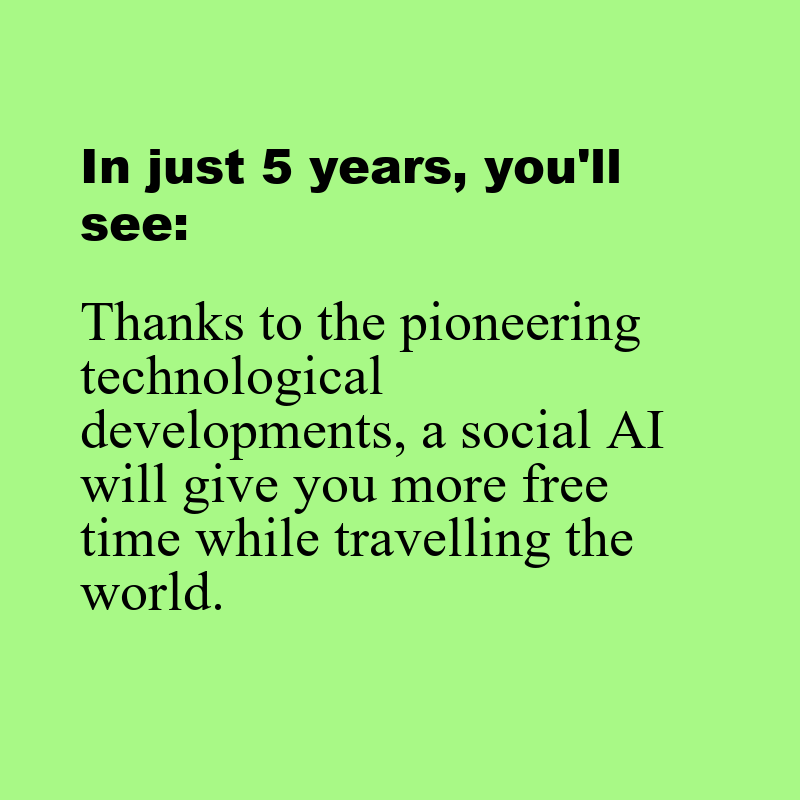 In just 5 years, you'll
see:
Thanks to the pioneering
technological
developments, a social AI
will give you more free
time while travelling the
world.